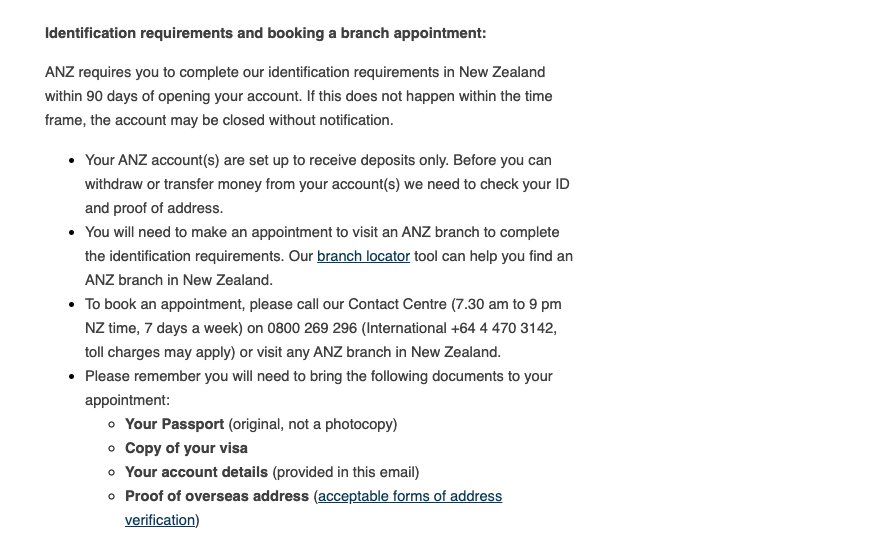 Identification requirements and booking a branch appointment:
ANZ requires you to complete our identification requirements in New Zealand
within 90 days of opening your account. If this does not happen within the time
frame, the account may be closed without notification.
• Your ANZ account(s) are set up to receive deposits only. Before you can
withdraw or transfer money from your account(s) we need to check your ID
and proof of address.
• You will need to make an appointment to visit an ANZ branch to complete
the identification requirements. Our branch locator tool can help you find an
ANZ branch in New Zealand.
• To book an appointment, please call our Contact Centre (7.30 am to 9 pm
NZ time, 7 days a week) on 0800 269 296 (International +64 4 470 3142,
toll charges may apply) or visit any ANZ branch in New Zealand.
• Please remember you will need to bring the following documents to your
appointment:
◦ Your Passport (original, not a photocopy)
◦ Copy of your visa
◦ Your account details (provided in this email)
◦ Proof of overseas address (acceptable forms of address
verification)